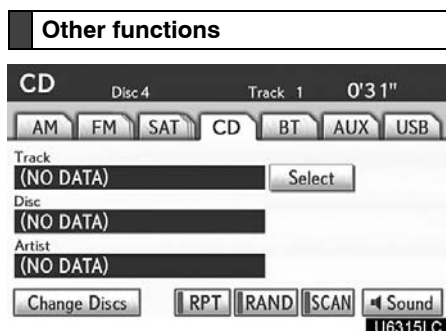 Other functions
CD Disc 4 Track 1 0'31"
AM FM SAT CD BT AUX USB
Track
(NO DATA) Select
Disc
(NO DATA)
Artist
(NO DATA)
Change Discs RPT RAND SCAN Sound
U6315LC